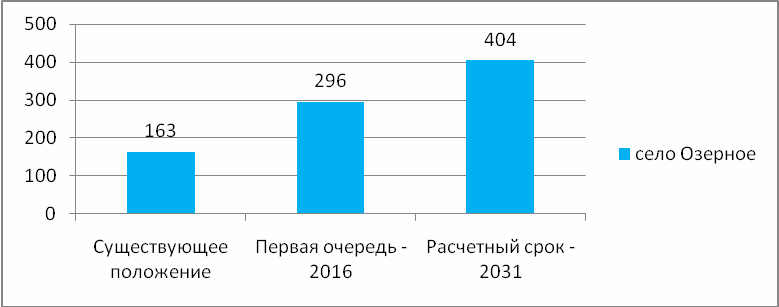 500
400
300
200
100
0
163
296
404
Существующее
положение
Первая очередь -
2016
Расчетный срок -
2031
село Озерное